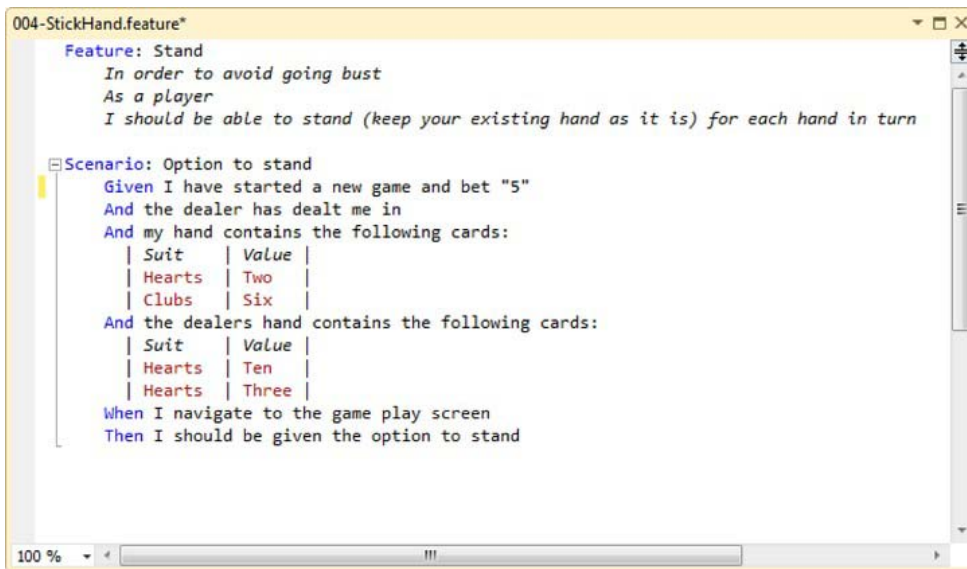 004-StickHand.feature*
Feature: Stand
In order to avoid going bust
As a player
I should be able to stand (keep your existing hand as it is) for each hand in turn
Scenario: Option to stand
Given I have started a new game and bet "5"
And the dealer has dealt me in
And my hand contains the following cards:
| Suit | Value |
| Hearts | Two |
| Clubs | Six |
And the dealers hand contains the following cards:
| Suit | Value |
| Hearts | Ten |
| Hearts | Three |
When I navigate to the game play screen
Then I should be given the option to stand
100 %